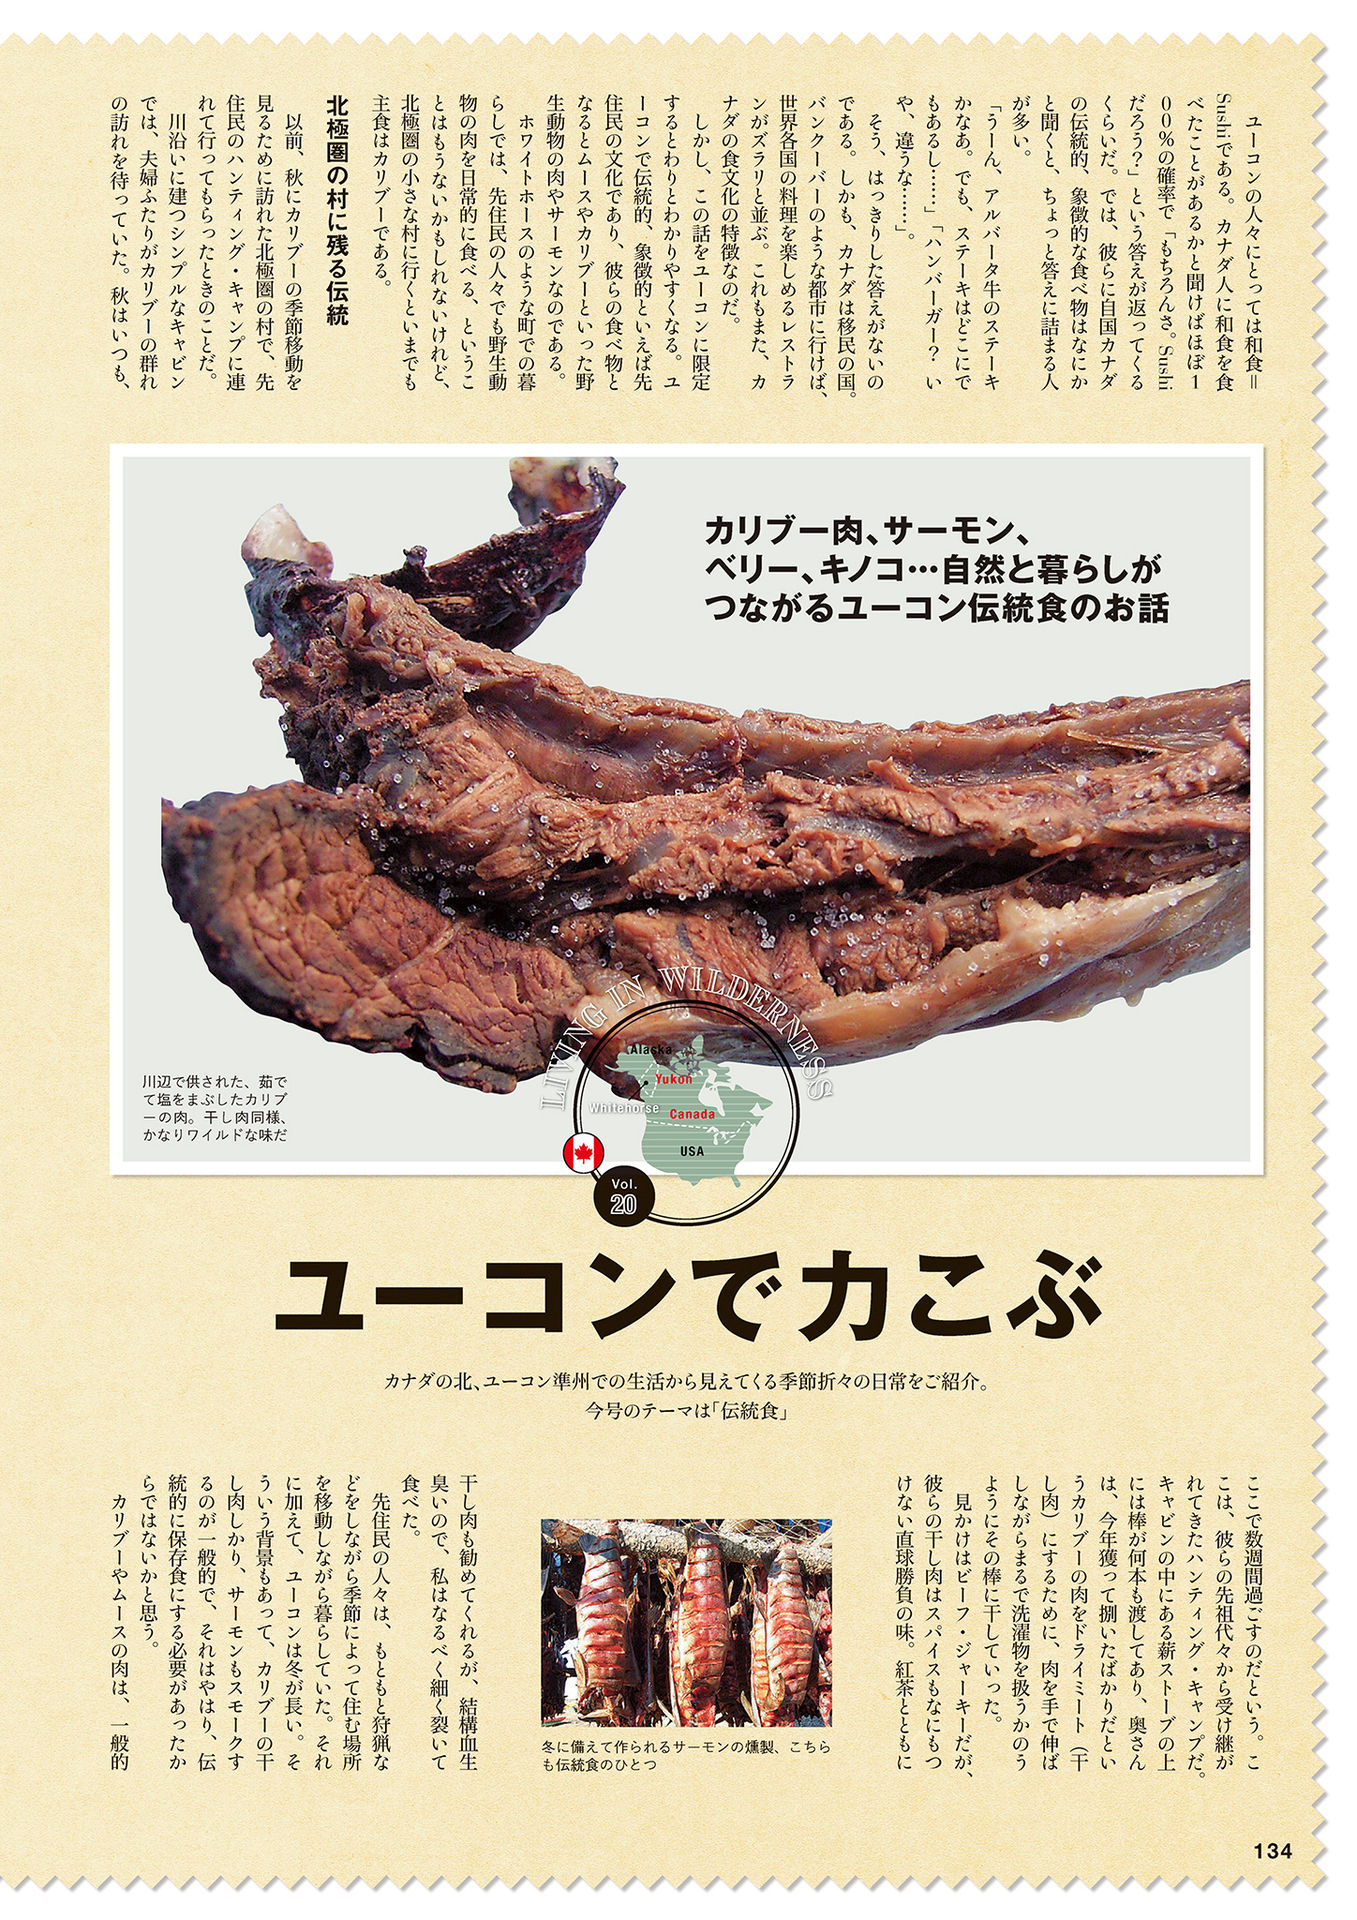 ユーコンの人々にとっては和食＝
Sushiである。カナダ人に和食を食
べたことがあるかと聞けばほぼ1
00％の確率で「もちろんさ。Sushi
だろう？」という答えが返ってくる
くらいだ。では、彼らに自国カナダ
の伝統的、象徴的な食べ物はなにか
と聞くと、ちょっと答えに詰まる人
が多い。
「うーん、アルバータ牛のステーキ
かなあ。でも、ステーキはどこにで
もあるし……」「ハンバーガー？ い
や、違うな……」。
そう、はっきりした答えがないの
である。しかも、カナダは移民の国。
バンクーバーのような都市に行けば、
世界各国の料理を楽しめるレストラ
ンがズラリと並ぶ。これもまた、カ
ナダの食文化の特徴なのだ。
しかし、この話をユーコンに限定
するとわりとわかりやすくなる。ユ
ーコンで伝統的、象徴的といえば先
住民の文化であり、彼らの食べ物と
なるとムースやカリブーといった野
生動物の肉やサーモンなのである。
ホワイトホースのような町での暮
らしでは、先住民の人々でも野生動
物の肉を日常的に食べる、というこ
とはもうないかもしれないけれど、
北極圏の小さな村に行くといまでも
主食はカリブーである。
北極圏の村に残る伝統
以前、秋にカリブーの季節移動を
見るために訪れた北極圏の村で、先
住民のハンティング・キャンプに連
れて行ってもらったときのことだ。
川沿いに建つシンプルなキャビン
では、夫婦ふたりがカリブーの群れ
の訪れを待っていた。秋はいつも、
カリブー肉、サーモン、
ベリー、キノコ…自然と暮らしが
つながるユーコン伝統食のお話
川辺で供された、茹で
て塩をまぶしたカリブ
ーの肉。干し肉同様、
かなりワイルドな味だ
LIVING IN WILDERNESS
Alaska
Yukon
Whitehorse
Canada
USA
Vol.
20
ユーコンで力こぶ
カナダの北、ユーコン準州での生活から見えてくる季節折々の日常をご紹介。
今号のテーマは「伝統食」
ここで数週間過ごすのだという。こ
こは、彼らの先祖代々から受け継が
れてきたハンティング・キャンプだ。
キャビンの中にある薪ストーブの上
には棒が何本も渡してあり、奥さん
は、今年獲って捌いたばかりだとい
うカリブーの肉をドライミート（干
し肉）にするために、肉を手で伸ば
しながらまるで洗濯物を扱うかのう
ようにその棒に干していった。
見かけはビーフ・ジャーキーだが、
彼らの干し肉はスパイスもなにもつ
けない直球勝負の味。紅茶とともに
冬に備えて作られるサーモンの燻製、こちら
も伝統食のひとつ
干し肉も勧めてくれるが、結構血生
臭いので、私はなるべく細く裂いて
食べた。
先住民の人々は、もともと狩猟な
どをしながら季節によって住む場所
を移動しながら暮らしていた。それ
に加えて、ユーコンは冬が長い。そ
ういう背景もあって、カリブーの干
し肉しかり、サーモンもスモークす
るのが一般的で、それはやはり、伝
統的に保存食にする必要があったか
らではないかと思う。
カリブーやムースの肉は、一般的
134